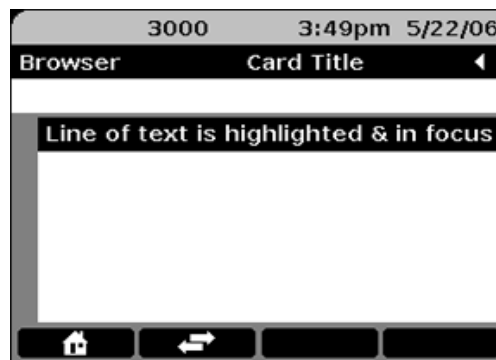 3000 3:49pm 5/22/06
Browser Card Title
Line of text is highlighted & in focus